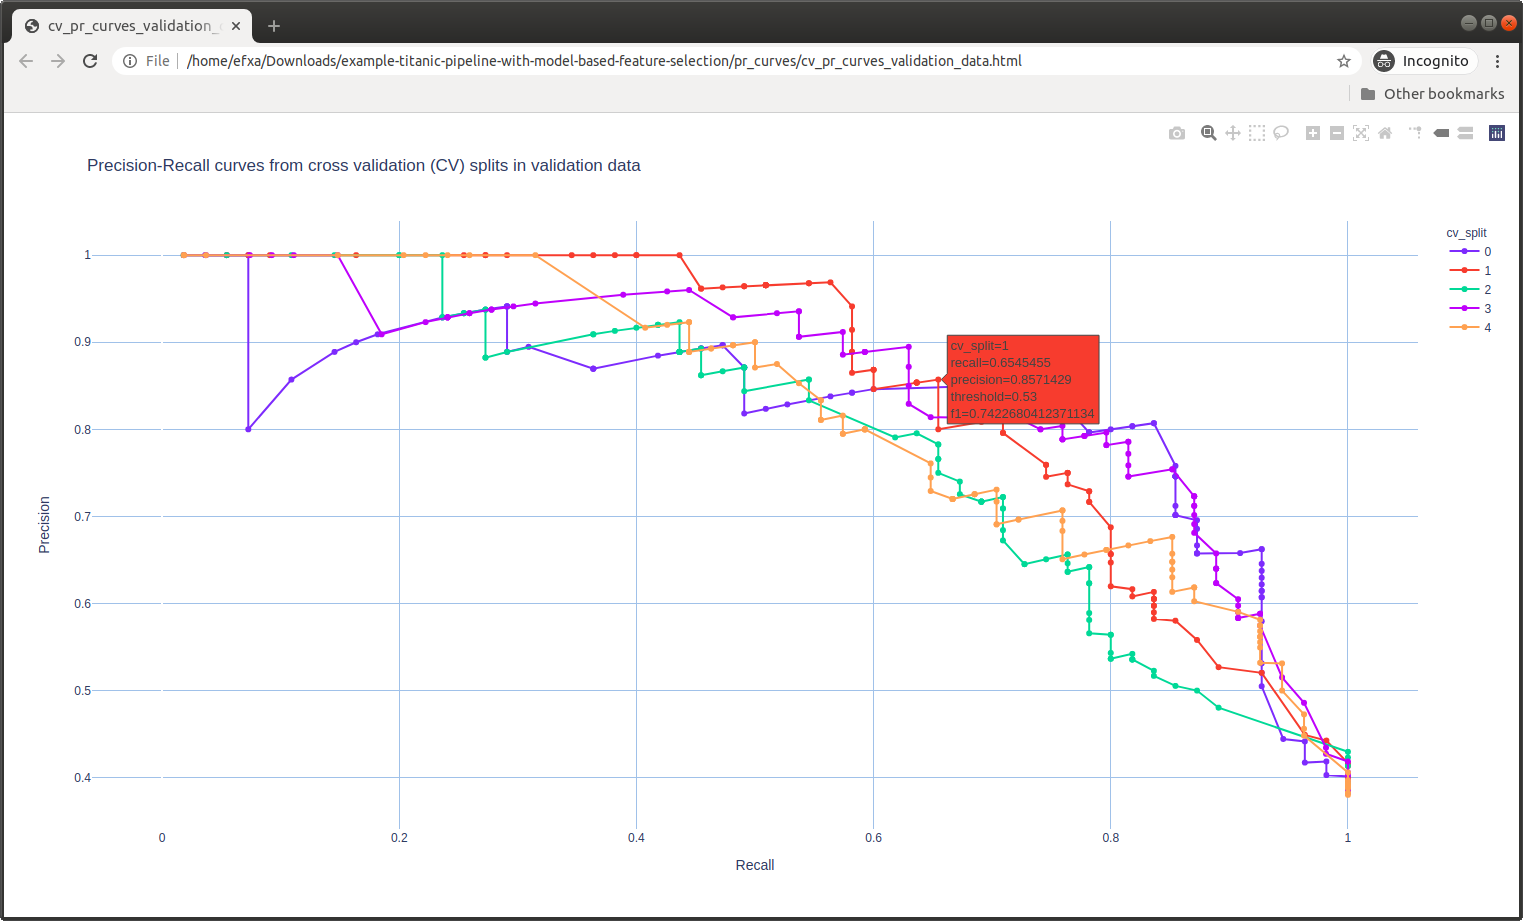 cv_pr_curves_validation_
File
/home/efxa/Downloads/example-titanic-pipeline-with-model-based-feature-selection/pr_curves/cv_pr_curves_validation_data.html
Incognito
Other bookmarks
Precision-Recall curves from cross validation (CV) splits in validation data
cv_split
0
1
2
3
4
1
0.9
0.8
0.7
0.6
0.5
0.4
Precision
cv_split=1
recall=0.6545455
precision=0.8571429
threshold=0.53
f1=0.7422680412371134
0
0.2
0.4
0.6
0.8
1
Recall